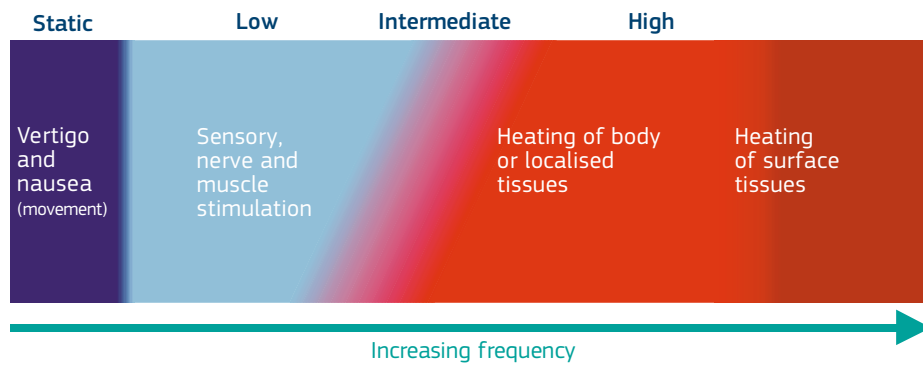 Static Low Intermediate High
Vertigo
and
nausea
(movement)
Sensory,
nerve and
muscle
stimulation
Heating of body
or localised
tissues
Heating
of surface
tissues
Increasing frequency